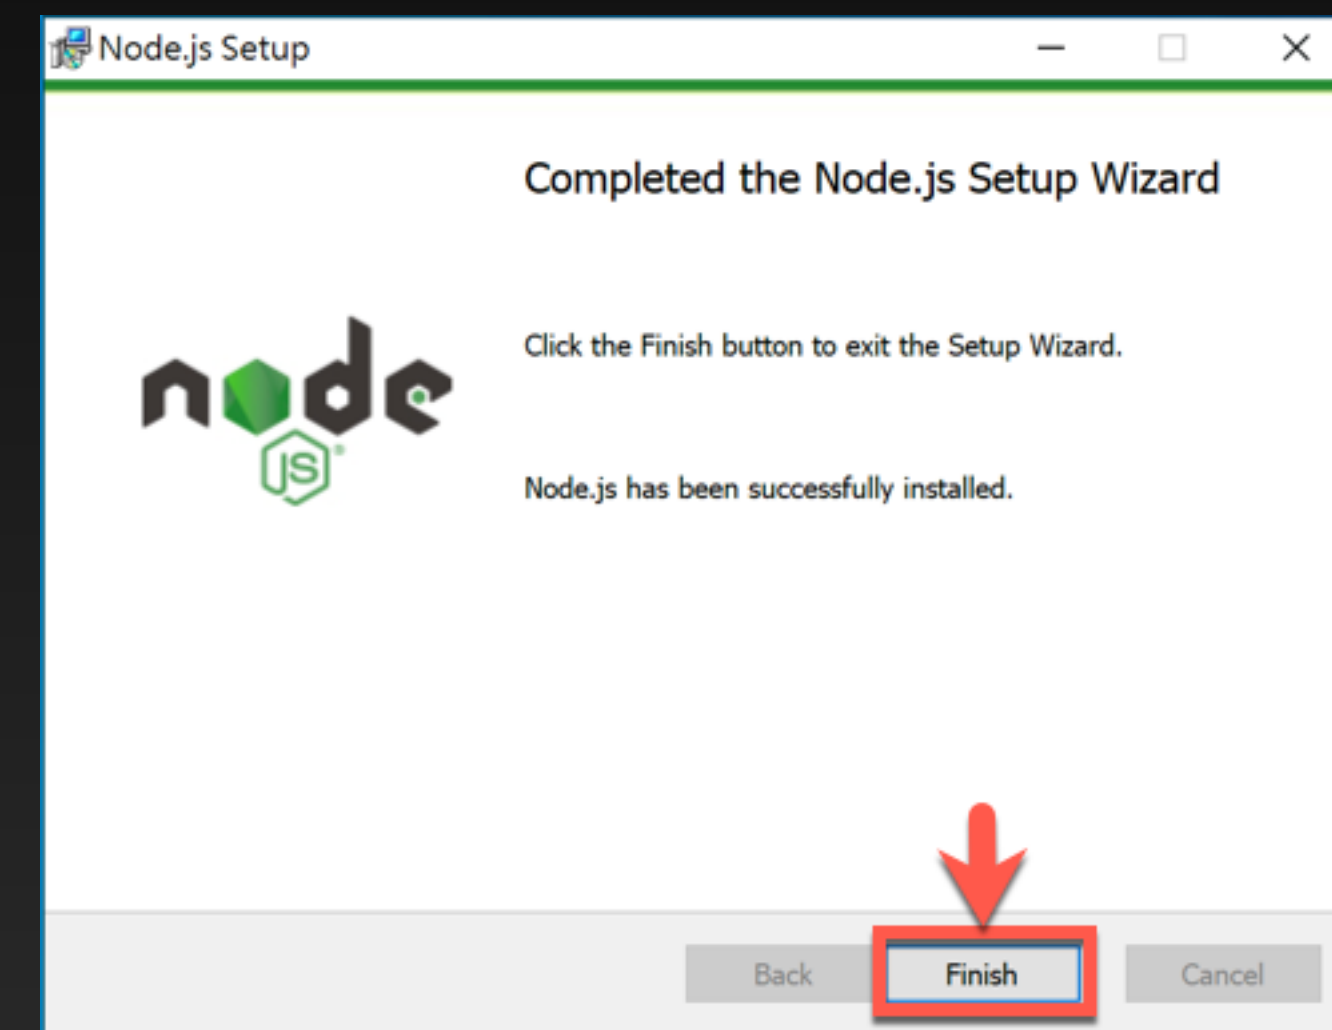 Node.js Setup
Completed the Node.js Setup Wizard
Click the Finish button to exit the Setup Wizard.
node
JS®
Node.js has been successfully installed.
Back Finish Cancel